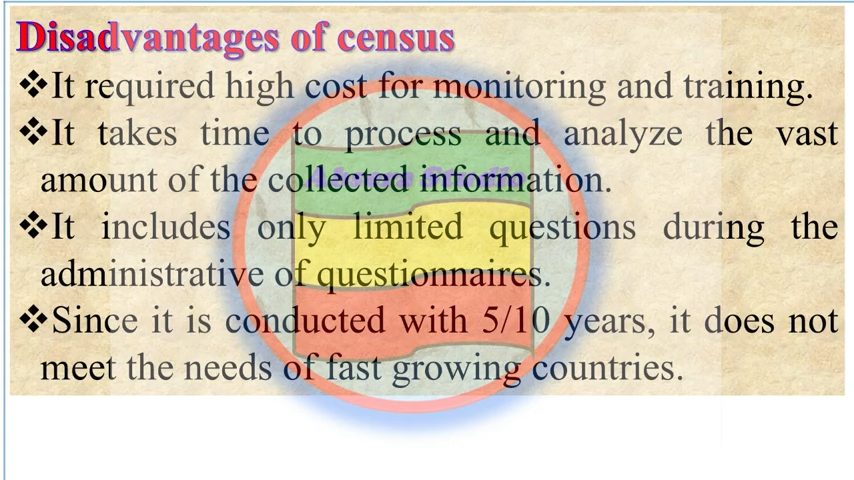 Disadvantages of census
❖It required high cost for monitoring and training.
❖It takes time to process and analyze the vast
amount of the collected information.
❖It includes only limited questions during the
administrative of questionnaires.
❖Since it is conducted with 5/10 years, it does not
meet the needs of fast growing countries.